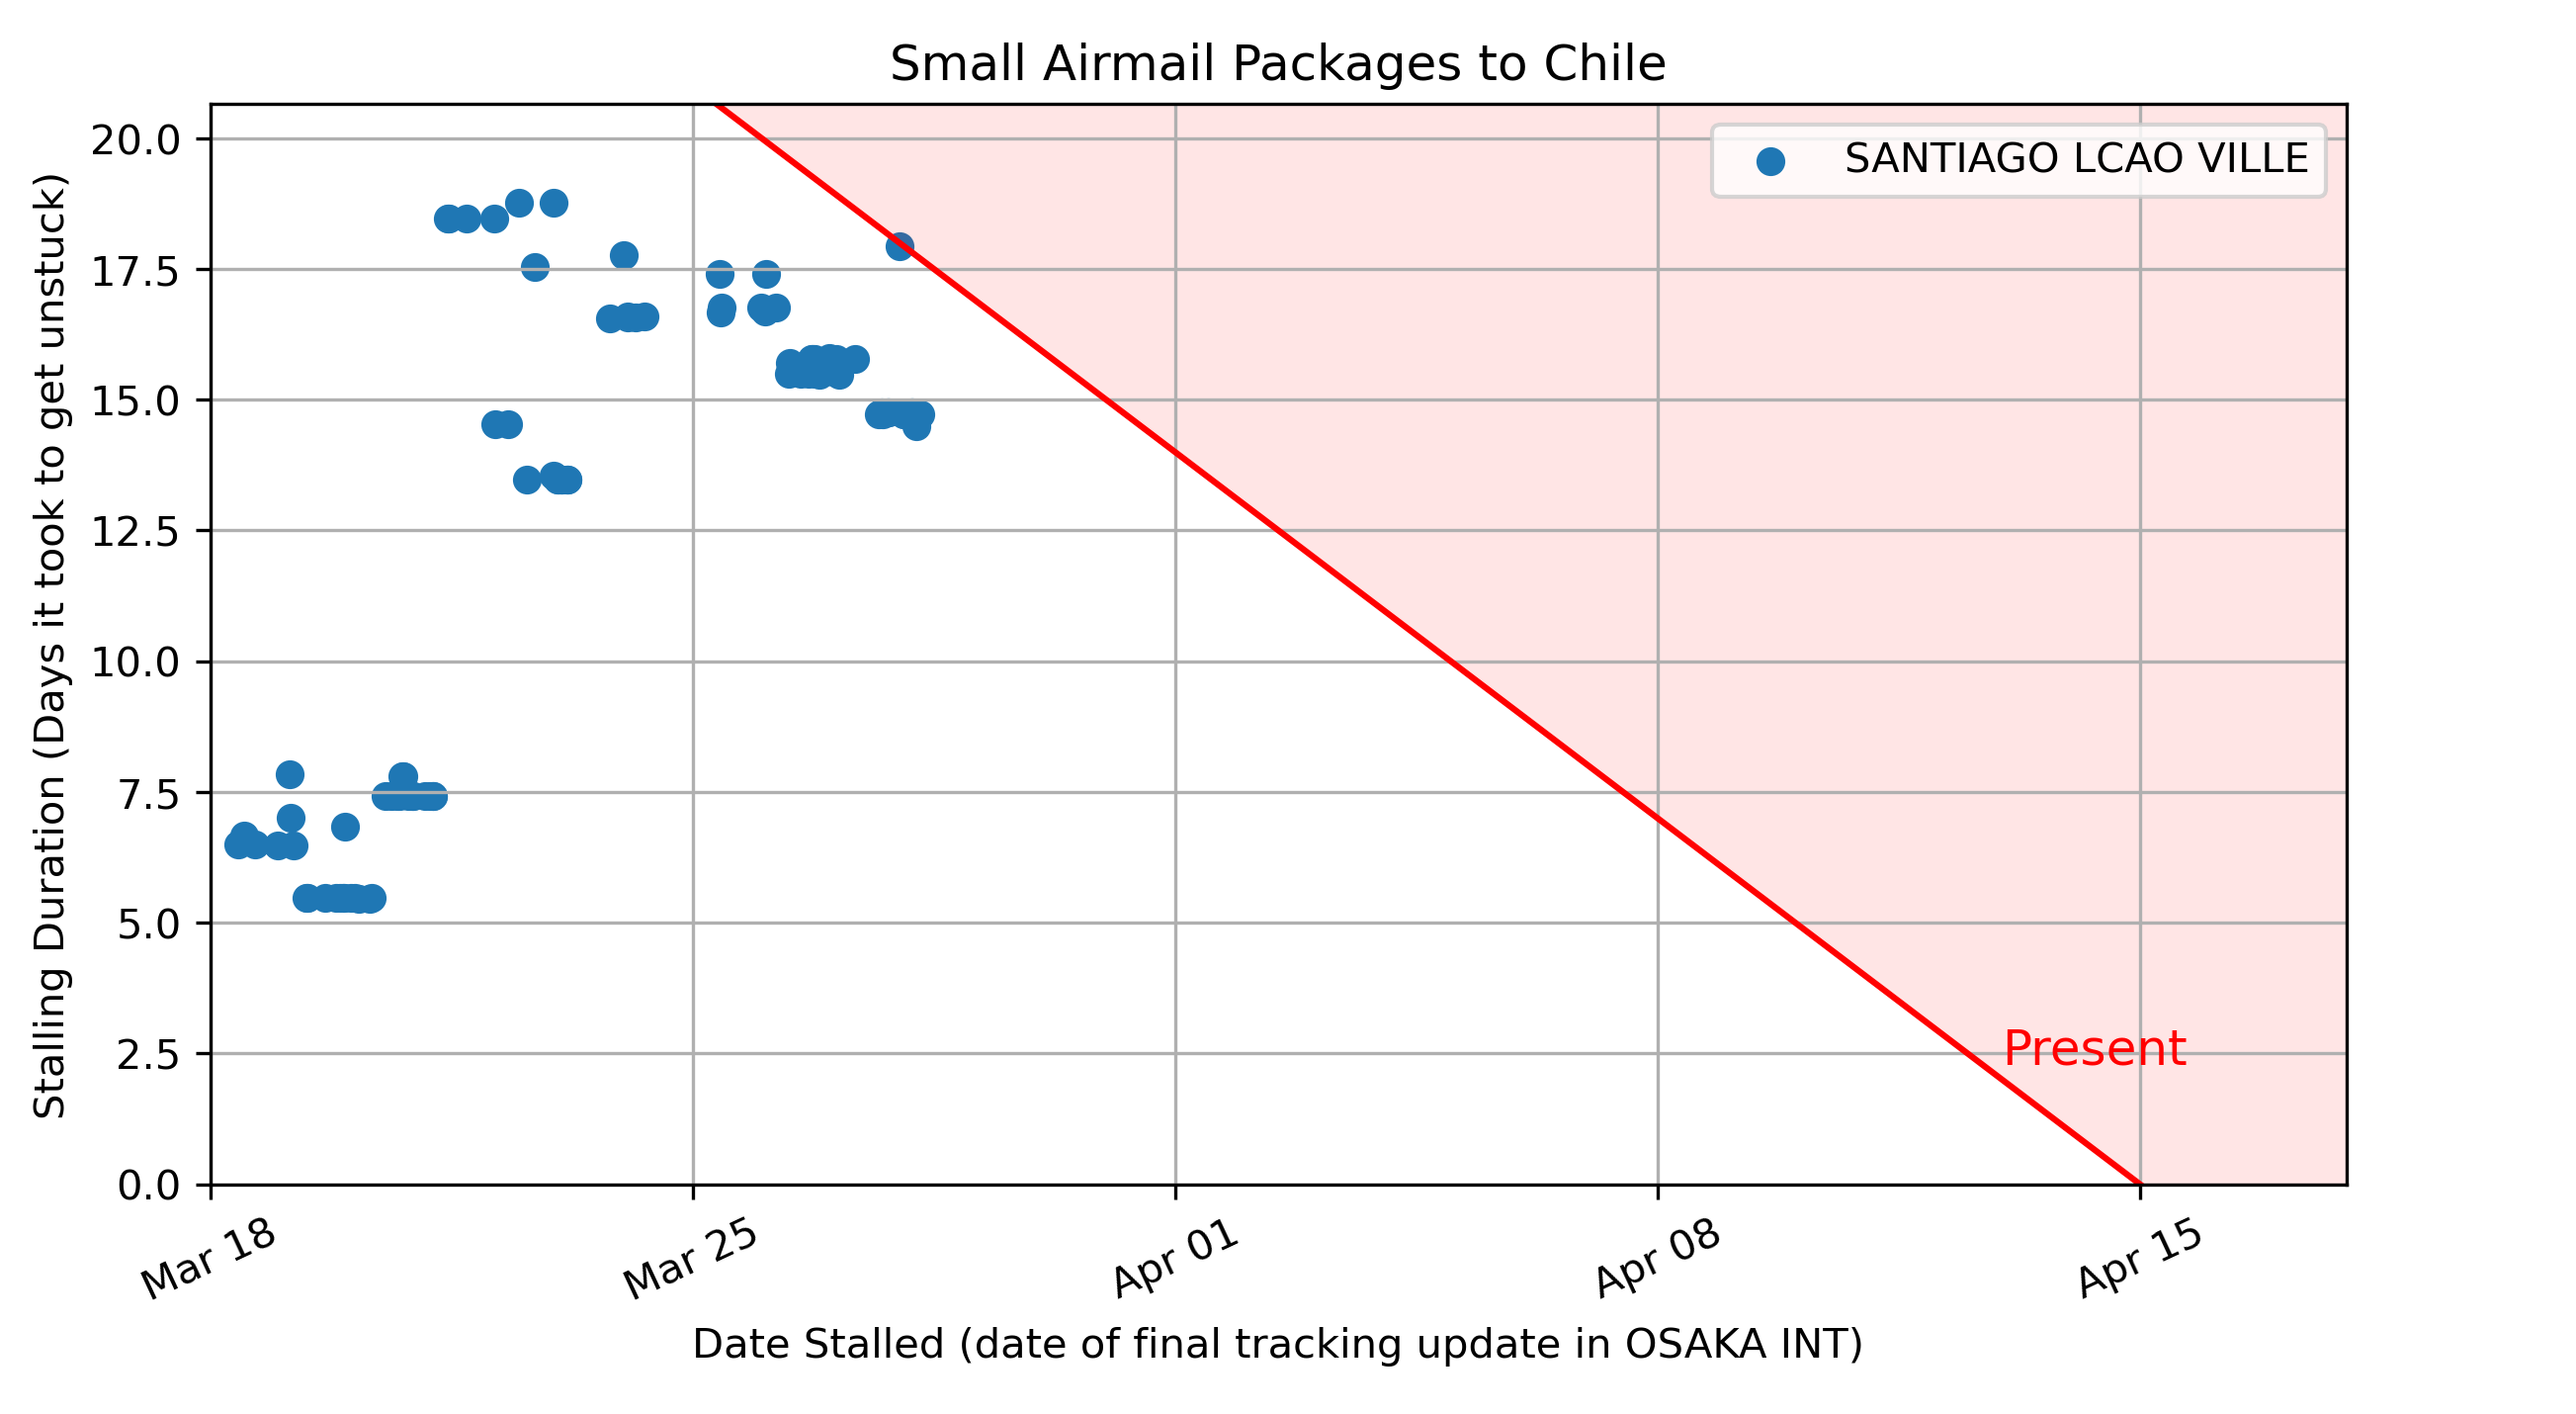 Small Airmail Packages to Chile
SANTIAGO LCAO VILLE
Stalling Duration (Days it took to get unstuck)
20.0
17.5
15.0
12.5
10.0
7.5
5.0
2.5
0.0
Present
Mar 18
Mar 25
Apr 01
Apr 08
Apr 15
Date Stalled (date of final tracking update in OSAKA INT)